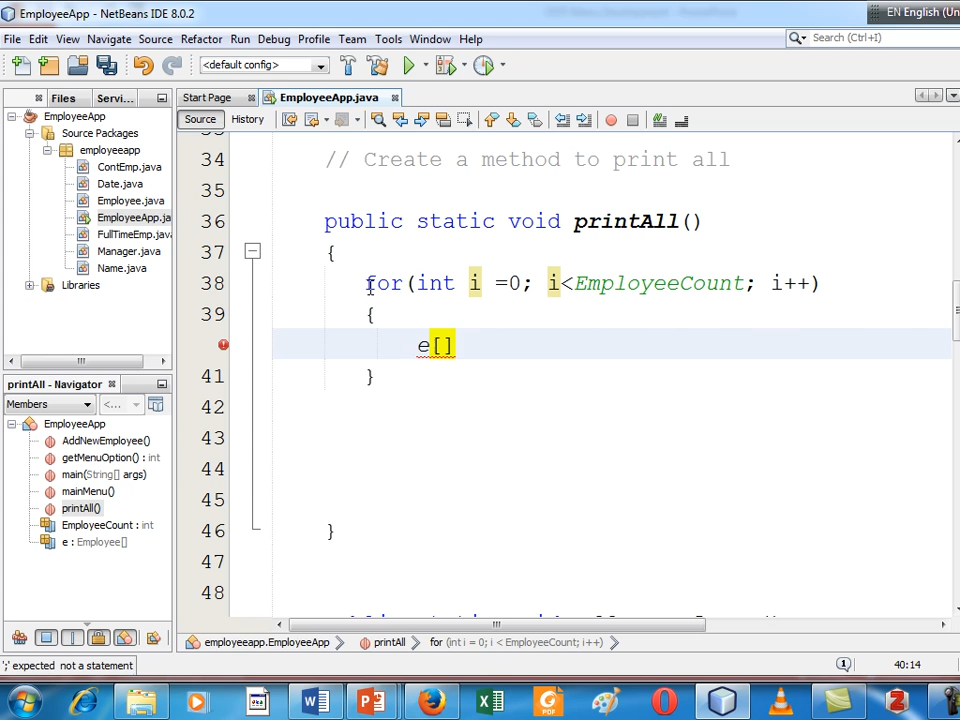 EmployeeApp - NetBeans IDE 8.0.2
EN English (Un
File Edit View Navigate Source Refactor Run Debug Profile Team Tools Window Help
<default config>
Search (Ctrl+I)
Files
Servi...
Start Page
EmployeeApp.java
EmployeeApp
Source Packages
employeeapp
ContEmp.java
Date.java
Employee.java
EmployeeApp.ja
FullTimeEmp.java
Manager.java
Name.java
Libraries
Source History
34 // Create a method to print all
35
36 public static void printAll()
37 {
38 for(int i =0; i<EmployeeCount; i++)
39 {
e[]
41 }
42
43
44
45
46 }
47
48
printAll - Navigator
Members
<...
EmployeeApp
AddNewEmployee()
getMenuOption() : int
main(String[] args)
mainMenu()
printAll()
EmployeeCount : int
e : Employee[]
employeeapp.EmployeeApp
printAll
for (int i = 0; i < EmployeeCount; i++)
';' expected not a statement
1
40:14